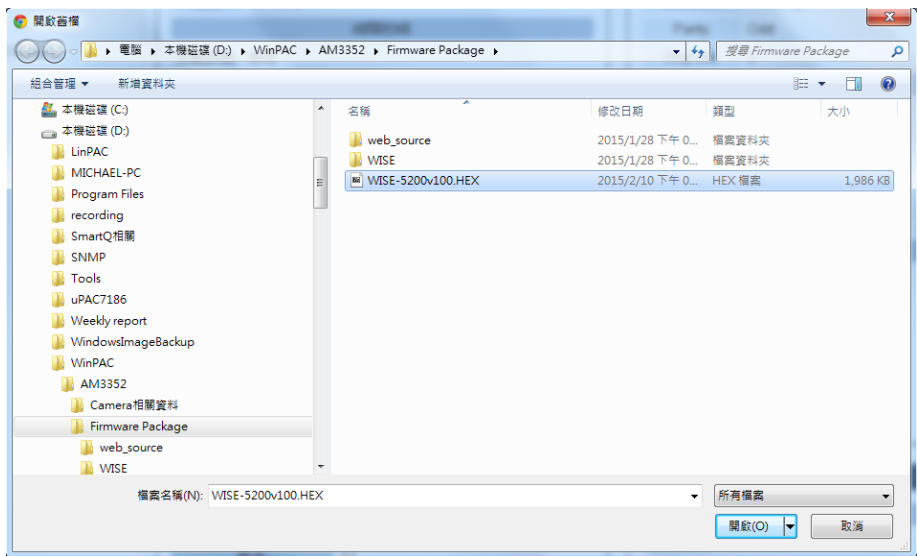 開啟舊檔
電腦 ▸ 本機磁碟 (D:) ▸ WinPAC ▸ AM3352 ▸ Firmware Package ▸
搜尋 Firmware Package
組合管理 ▼ 新增資料夾
本機磁碟 (C:)
本機磁碟 (D:)
LinPAC
MICHAEL-PC
Program Files
recording
SmartQ相關
SNMP
Tools
uPAC7186
Weekly report
WindowsImageBackup
WinPAC
AM3352
Camera相關資料
Firmware Package
web_source
WISE
名稱 修改日期 類型 大小
web_source 2015/1/28 下午 0... 檔案資料夾
WISE 2015/1/28 下午 0... 檔案資料夾
WISE-5200v100.HEX 2015/2/10 下午 0... HEX 檔案 1,986 KB
檔案名稱(N): WISE-5200v100.HEX 所有檔案
開啟(O) 取消